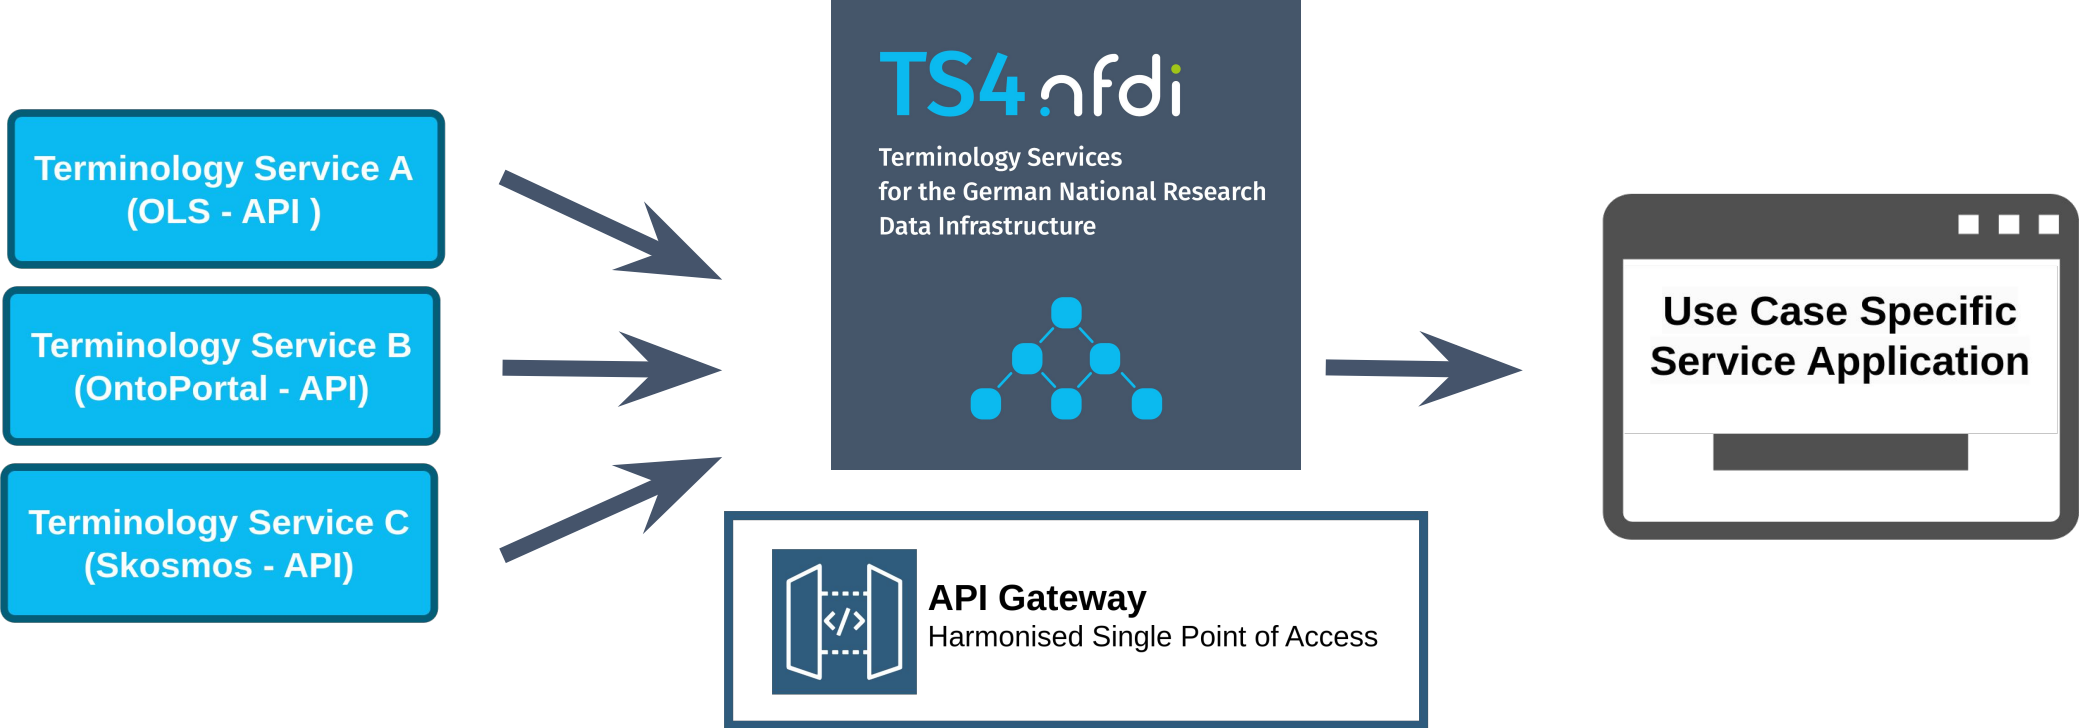 Terminology Service A
(OLS - API )
Terminology Service B
(OntoPortal - API)
Terminology Service C
(Skosmos - API)
TS4.nfdi
Terminology Services
for the German National Research
Data Infrastructure
</>
API Gateway
Harmonised Single Point of Access
Use Case Specific
Service Application